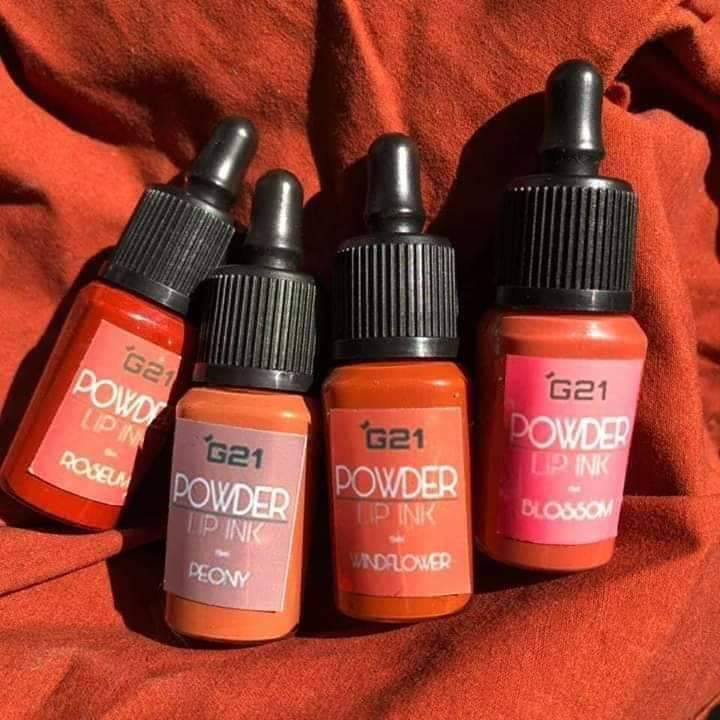 G21
POWDER
LIP INK
ROSEUM
G21
POWDER
LIP INK
PEONY
G21
POWDER
LIP INK
WINDFLOWER
G21
POWDER
LIP INK
BLOSSOM